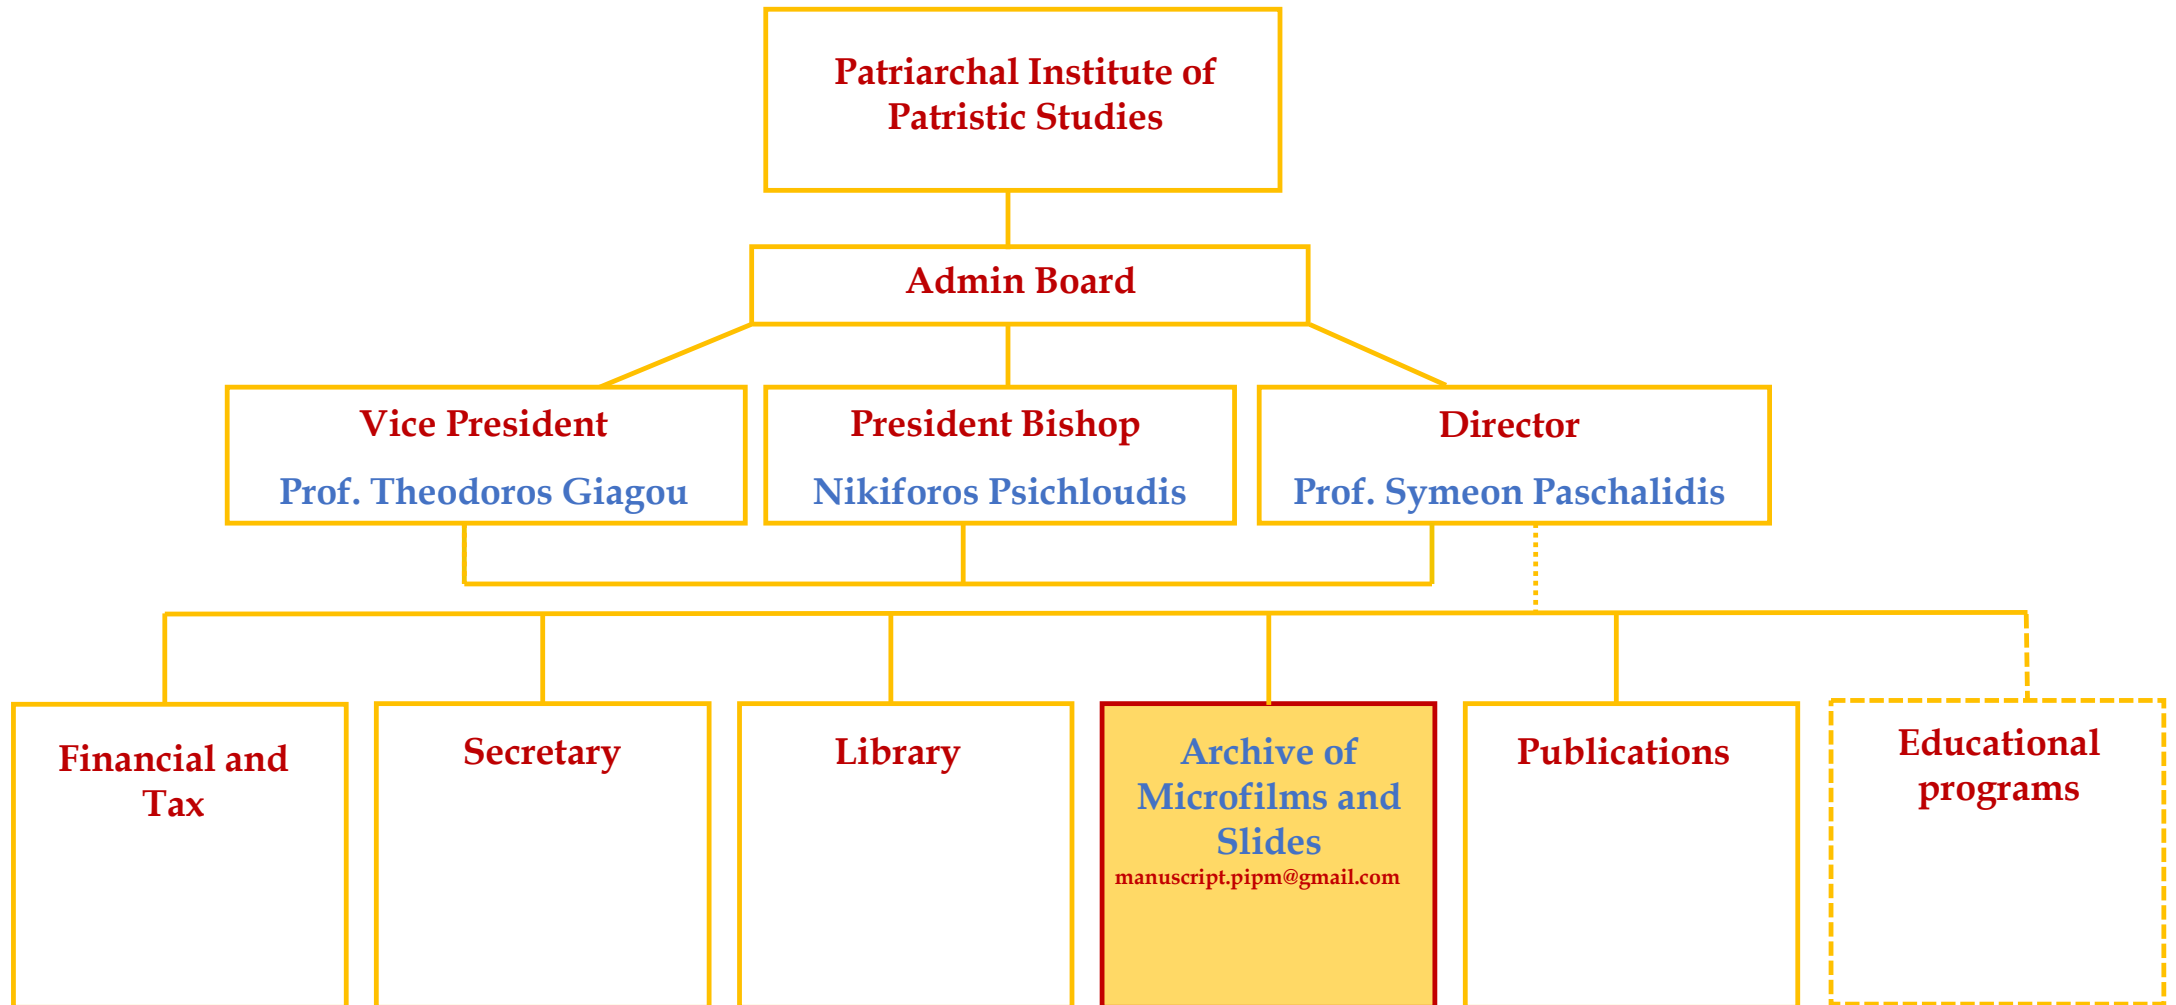 Patriarchal Institute of
Patristic Studies
Admin Board
Vice President
Prof. Theodoros Giagou
President Bishop
Nikiforos Psichloudis
Director
Prof. Symeon Paschalidis
Financial and
Tax
Secretary
Library
Archive of
Microfilms and
Slides
manuscript.pipm@gmail.com
Publications
Educational
programs